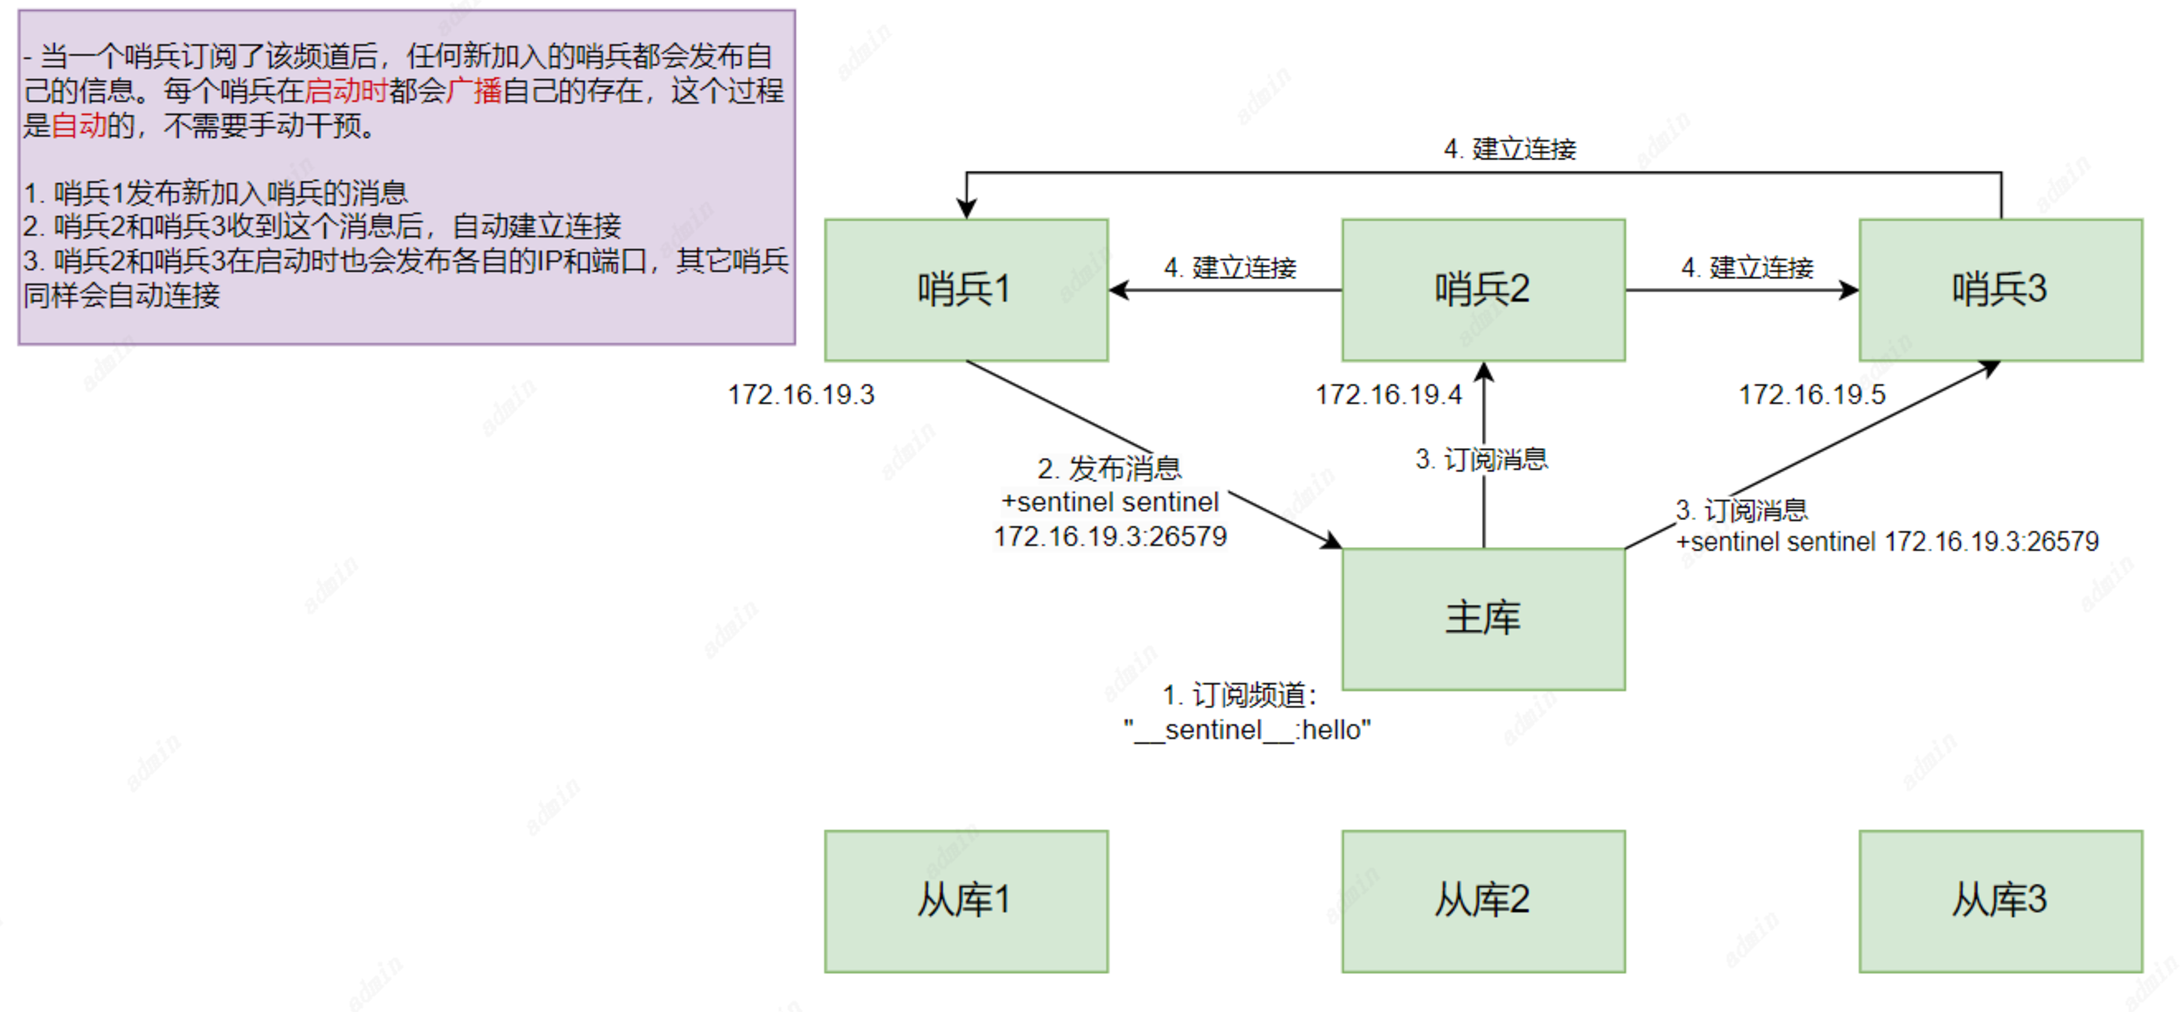 - 当一个哨兵订阅了该频道后，任何新加入的哨兵都会发布自
己的信息。每个哨兵在启动时都会广播自己的存在，这个过程
是自动的，不需要手动干预。
1. 哨兵1发布新加入哨兵的消息
2. 哨兵2和哨兵3收到这个消息后，自动建立连接
3. 哨兵2和哨兵3在启动时也会发布各自的IP和端口，其它哨兵
同样会自动连接
4. 建立连接
哨兵1
4. 建立连接
哨兵2
4. 建立连接
哨兵3
172.16.19.3
172.16.19.4
172.16.19.5
2. 发布消息
+sentinel sentinel
172.16.19.3:26579
3. 订阅消息
3. 订阅消息
+sentinel sentinel 172.16.19.3:26579
主库
1. 订阅频道：
"__sentinel__:hello"
从库1
从库2
从库3
admin